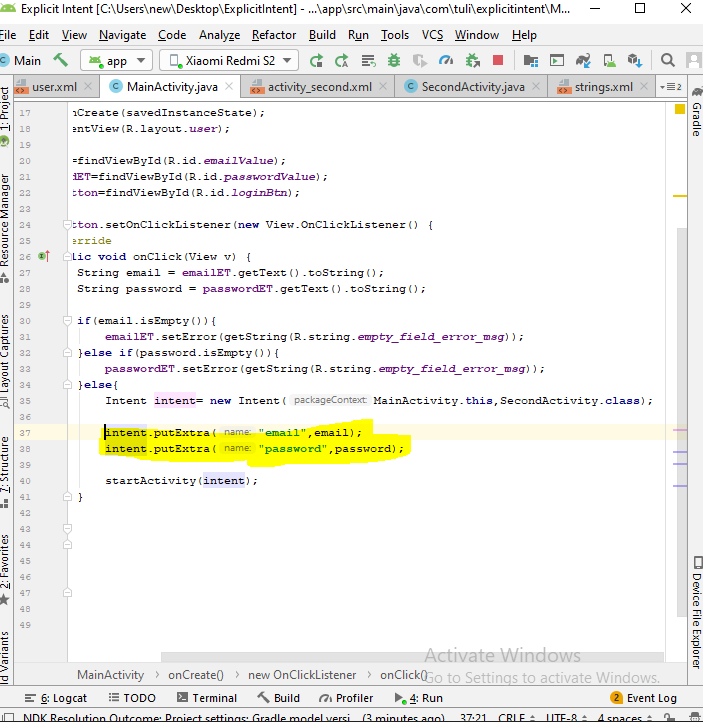 Explicit Intent [C:\Users\new\Desktop\ExplicitIntent] - ...\app\src\main\java\com\tuli\explicitintent\M...
File Edit View Navigate Code Analyze Refactor Build Run Tools VCS Window Help
Main app Xiaomi Redmi S2
user.xml MainActivity.java activity_second.xml SecondActivity.java strings.xml 2
1: Project
Resource Manager
Layout Captures
7: Structure
2: Favorites
ld Variants
17 nCreate(savedInstanceState);
18 entView(R.layout.user);
19
20 =findViewById(R.id.emailValue);
21 dET=findViewById(R.id.passwordValue);
22 tton=findViewById(R.id.loginBtn);
23
24 tton.setOnClickListener(new View.OnClickListener() {
25 erride
26 lic void onClick(View v) {
27 String email = emailET.getText().toString();
28 String password = passwordET.getText().toString();
29
30 if(email.isEmpty()){
31 emailET.setError(getString(R.string.empty_field_error_msg));
32 }else if(password.isEmpty()){
33 passwordET.setError(getString(R.string.empty_field_error_msg));
34 }else{
35 Intent intent= new Intent( packageContext: MainActivity.this,SecondActivity.class);
36
37 intent.putExtra( name: "email",email);
38 intent.putExtra( name: "password",password);
39
40 startActivity(intent);
41 }
42
43
44
45
46
47
48
49
Gradle
Device File Explorer
Activate Windows
Go to Settings to activate Windows.
MainActivity > onCreate() > new OnClickListener > onClick()
6: Logcat TODO Terminal Build Profiler 4: Run 2 Event Log
NDK Resolution Outcome: Project settings: Gradle model versi... (3 minutes ago) 37:21 CRLF UTF-8 4 spaces